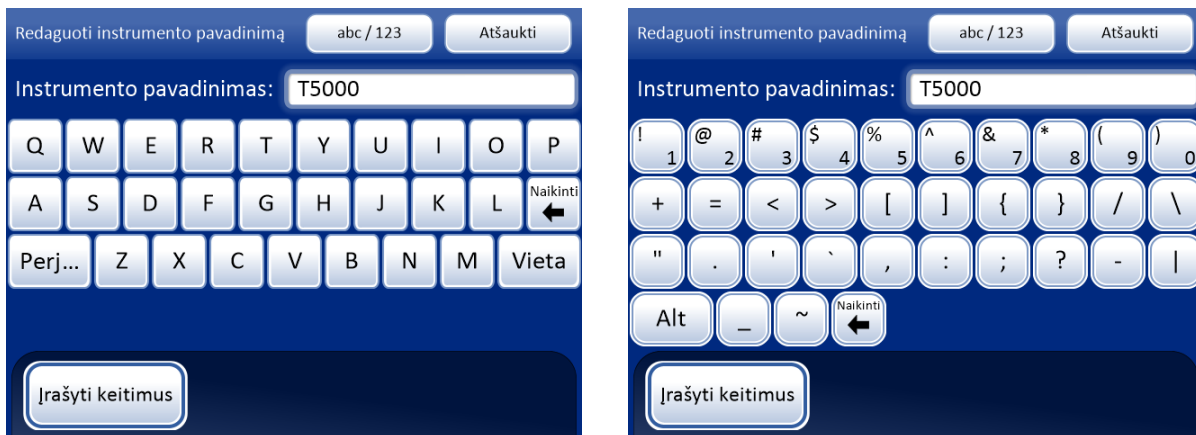 Redaguoti instrumento pavadinimą abc / 123 Atšaukti
Instrumento pavadinimas: T5000
Q W E R T Y U I O P
A S D F G H J K L Naikinti
Perj... Z X C V B N M Vieta
Įrašyti keitimus
Redaguoti instrumento pavadinimą abc / 123 Atšaukti
Instrumento pavadinimas: T5000
! 1 @ 2 # 3 $ 4 % 5 ^ 6 & 7 * 8 ( 9 ) 0
+ = < > [ ] { } / \
" . ' ` , : ; ? - |
Alt _ ~ Naikinti
Įrašyti keitimus